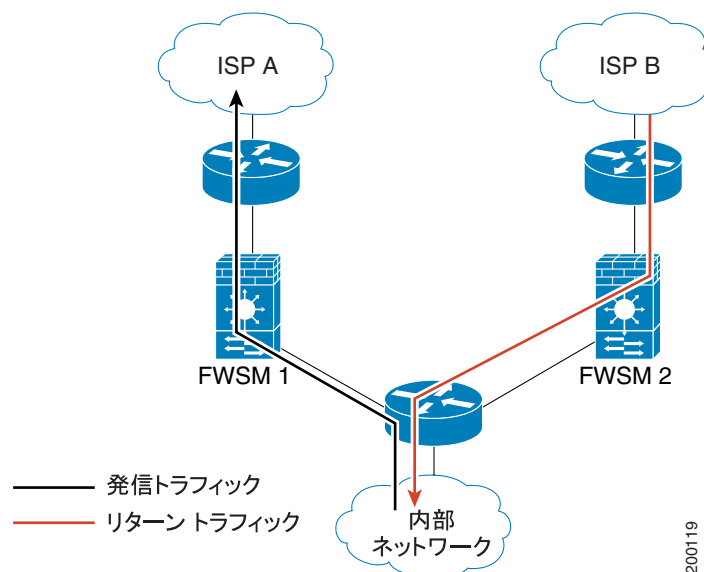 ISP A
ISP B
FWSM 1
FWSM 2
発信トラフィック
リターン トラフィック
内部
ネットワーク
200119